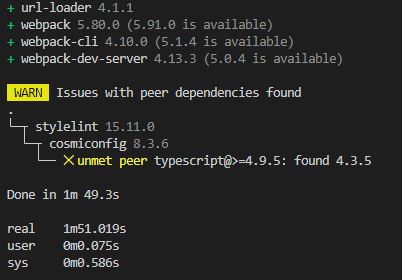 + url-loader 4.1.1
+ webpack 5.80.0 (5.91.0 is available)
+ webpack-cli 4.10.0 (5.1.4 is available)
+ webpack-dev-server 4.13.3 (5.0.4 is available)
WARN Issues with peer dependencies found
.
└─┬ stylelint 15.11.0
  └─┬ cosmiconfig 8.3.6
    └── ✕ unmet peer typescript@>=4.9.5: found 4.3.5
Done in 1m 49.3s
real 1m51.019s
user 0m0.075s
sys 0m0.586s